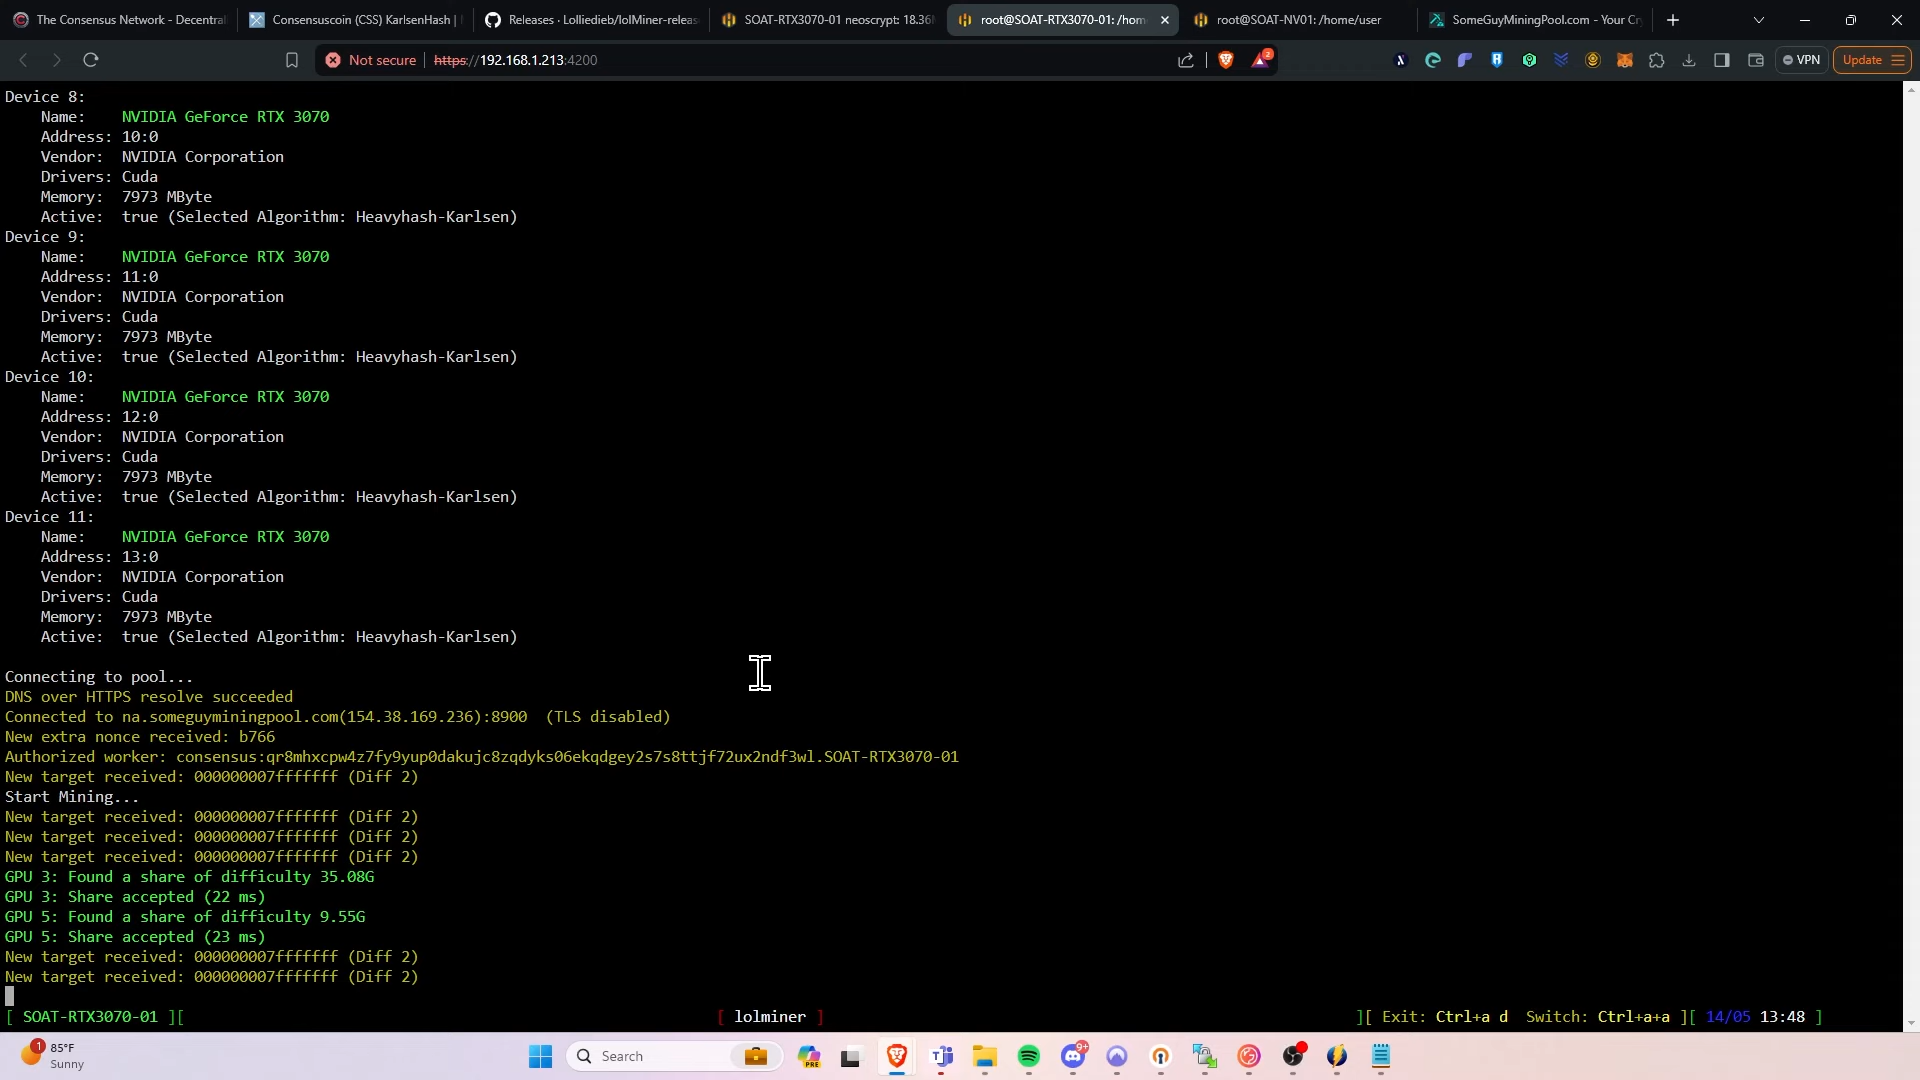 The Consensus Network - Decentral
Consensuscoin (CSS) KarlsenHash |
Releases · Lolliedieb/lolMiner-releas
SOAT-RTX3070-01 neoscrypt: 18.36
root@SOAT-RTX3070-01: /hom
root@SOAT-NV01: /home/user
SomeGuyMiningPool.com - Your Cr
Not secure
https://192.168.1.213:4200
2
VPN
Update
Device 8:
Name: NVIDIA GeForce RTX 3070
Address: 10:0
Vendor: NVIDIA Corporation
Drivers: Cuda
Memory: 7973 MByte
Active: true (Selected Algorithm: Heavyhash-Karlsen)
Device 9:
Name: NVIDIA GeForce RTX 3070
Address: 11:0
Vendor: NVIDIA Corporation
Drivers: Cuda
Memory: 7973 MByte
Active: true (Selected Algorithm: Heavyhash-Karlsen)
Device 10:
Name: NVIDIA GeForce RTX 3070
Address: 12:0
Vendor: NVIDIA Corporation
Drivers: Cuda
Memory: 7973 MByte
Active: true (Selected Algorithm: Heavyhash-Karlsen)
Device 11:
Name: NVIDIA GeForce RTX 3070
Address: 13:0
Vendor: NVIDIA Corporation
Drivers: Cuda
Memory: 7973 MByte
Active: true (Selected Algorithm: Heavyhash-Karlsen)
Connecting to pool...
DNS over HTTPS resolve succeeded
Connected to na.someguyminingpool.com(154.38.169.236):8900 (TLS disabled)
New extra nonce received: b766
Authorized worker: consensus:qr8mhxcpw4z7fy9yup0dakujc8zqdyks06ekqdgey2s7s8ttjf72ux2ndf3wl.SOAT-RTX3070-01
New target received: 000000007fffffff (Diff 2)
Start Mining...
New target received: 000000007fffffff (Diff 2)
New target received: 000000007fffffff (Diff 2)
New target received: 000000007fffffff (Diff 2)
GPU 3: Found a share of difficulty 35.08G
GPU 3: Share accepted (22 ms)
GPU 5: Found a share of difficulty 9.55G
GPU 5: Share accepted (23 ms)
New target received: 000000007fffffff (Diff 2)
New target received: 000000007fffffff (Diff 2)
[ SOAT-RTX3070-01 ][ [ lolminer ] ][ Exit: Ctrl+a d Switch: Ctrl+a+a ][ 14/05 13:48 ]
1
85°F
Sunny
Search
PRE
9+